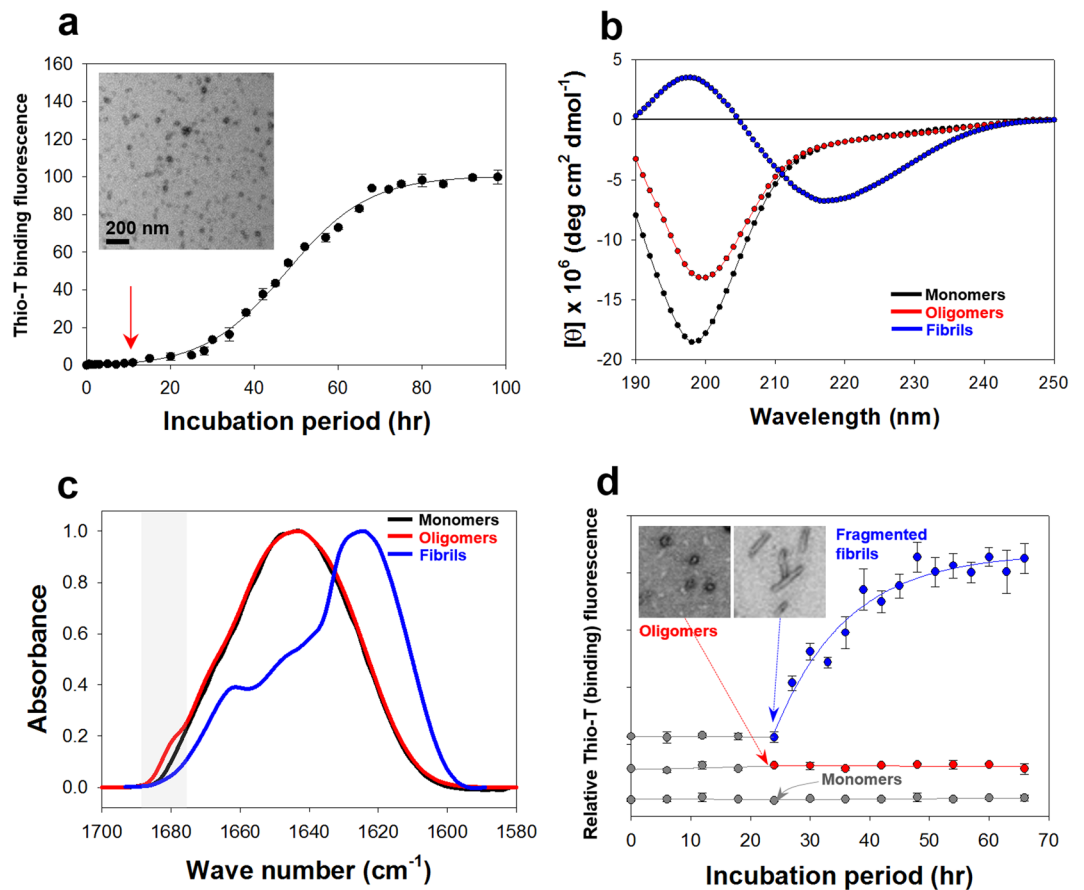 a
Thio-T binding fluorescence
160
140
120
100
80
60
40
20
0
200 nm
0 20 40 60 80 100
Incubation period (hr)
b
[θ] x 10⁶ (deg cm² dmol⁻¹)
5
0
-5
-10
-15
-20
Monomers
Oligomers
Fibrils
190 200 210 220 230 240 250
Wavelength (nm)
c
Absorbance
1.0
0.8
0.6
0.4
0.2
0.0
Monomers
Oligomers
Fibrils
1700 1680 1660 1640 1620 1600 1580
Wave number (cm⁻¹)
d
Relative Thio-T (binding) fluorescence
Fragmented
fibrils
Oligomers
Monomers
0 10 20 30 40 50 60 70
Incubation period (hr)